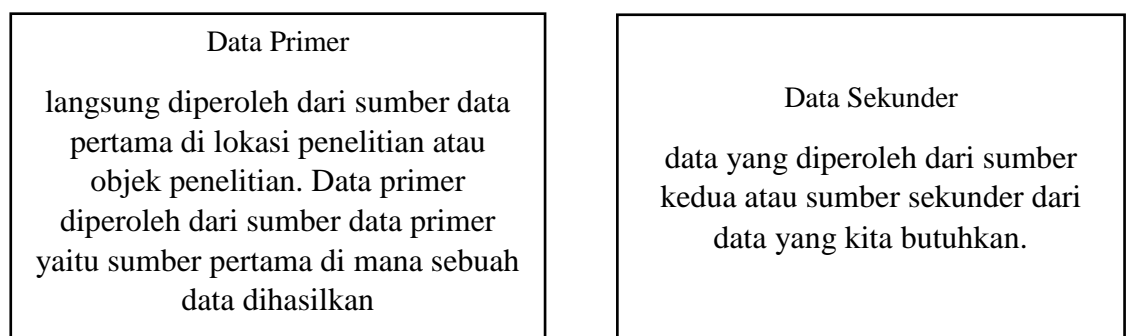 Data Primer
langsung diperoleh dari sumber data
pertama di lokasi penelitian atau
objek penelitian. Data primer
diperoleh dari sumber data primer
yaitu sumber pertama di mana sebuah
data dihasilkan
Data Sekunder
data yang diperoleh dari sumber
kedua atau sumber sekunder dari
data yang kita butuhkan.